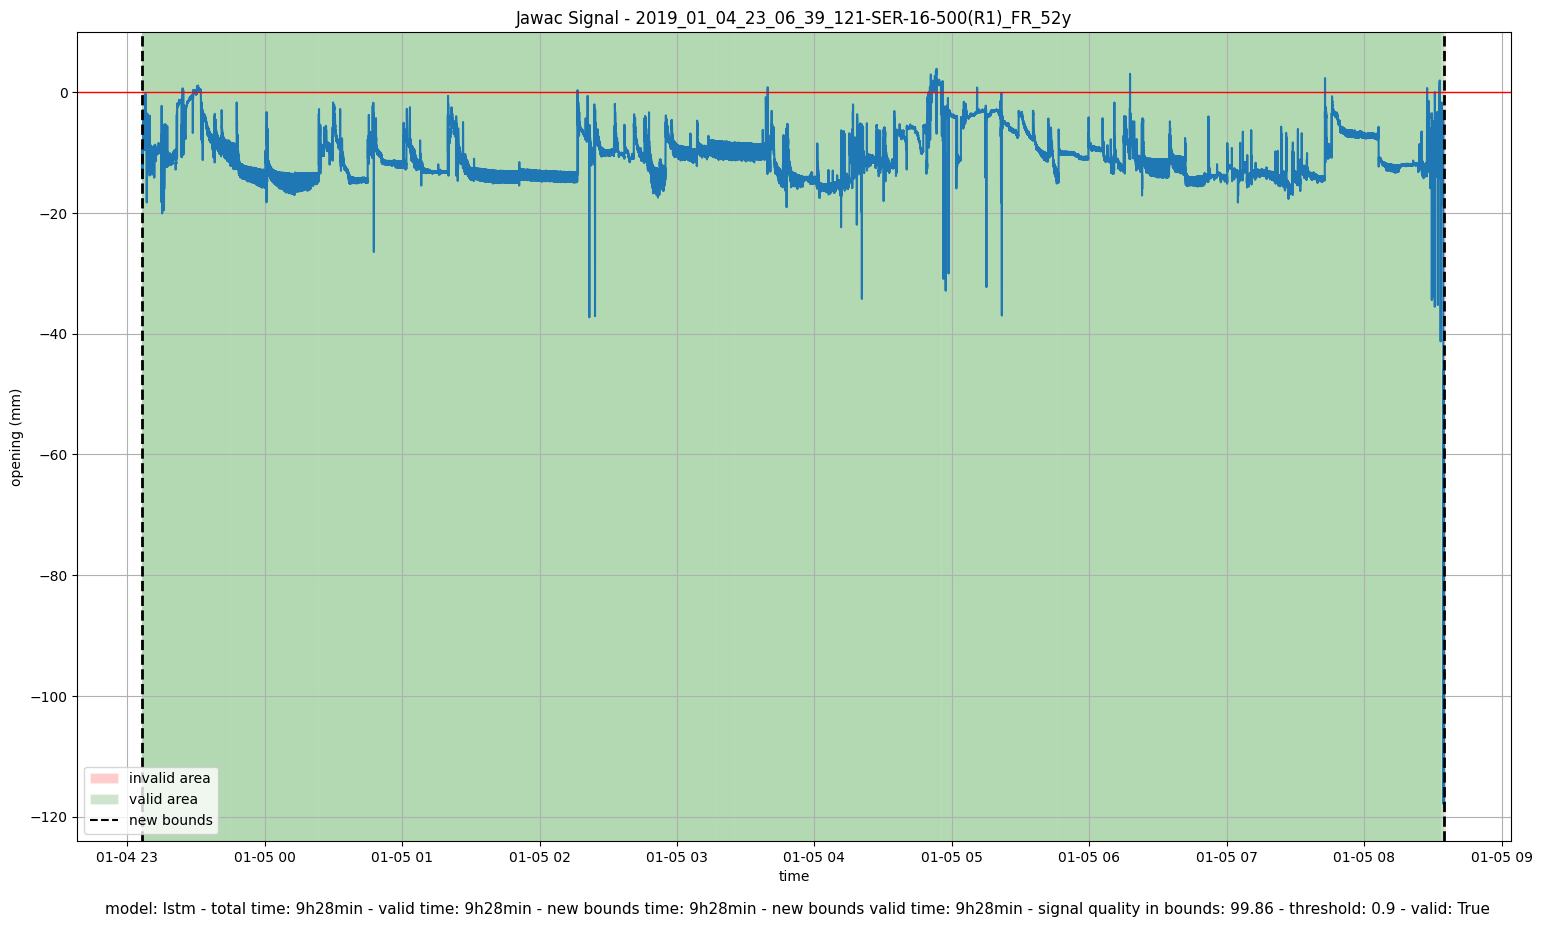 Jawac Signal - 2019_01_04_23_06_39_121-SER-16-500(R1)_FR_52y
opening (mm)
0
−20
−40
−60
−80
−100
−120
invalid area
valid area
new bounds
01-04 23 01-05 00 01-05 01 01-05 02 01-05 03 01-05 04 01-05 05 01-05 06 01-05 07 01-05 08 01-05 09
time
model: lstm - total time: 9h28min - valid time: 9h28min - new bounds time: 9h28min - new bounds valid time: 9h28min - signal quality in bounds: 99.86 - threshold: 0.9 - valid: True